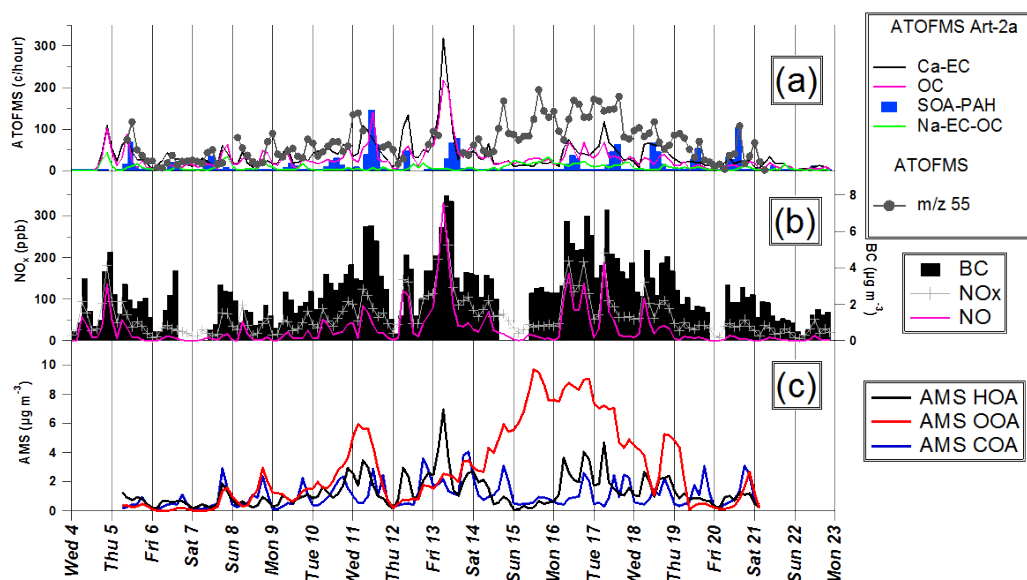 ATOFMS (c/hour)
300
200
100
0
(a)
ATOFMS Art-2a
Ca-EC
OC
SOA-PAH
Na-EC-OC
ATOFMS
m/z 55
NOx (ppb)
300
200
100
0
(b)
8
6
4
2
0
BC (μg m-3)
BC
NOx
NO
AMS (μg m-3)
10
8
6
4
2
0
(c)
AMS HOA
AMS OOA
AMS COA
Wed 4 Thu 5 Fri 6 Sat 7 Sun 8 Mon 9 Tue 10 Wed 11 Thu 12 Fri 13 Sat 14 Sun 15 Mon 16 Tue 17 Wed 18 Thu 19 Fri 20 Sat 21 Sun 22 Mon 23